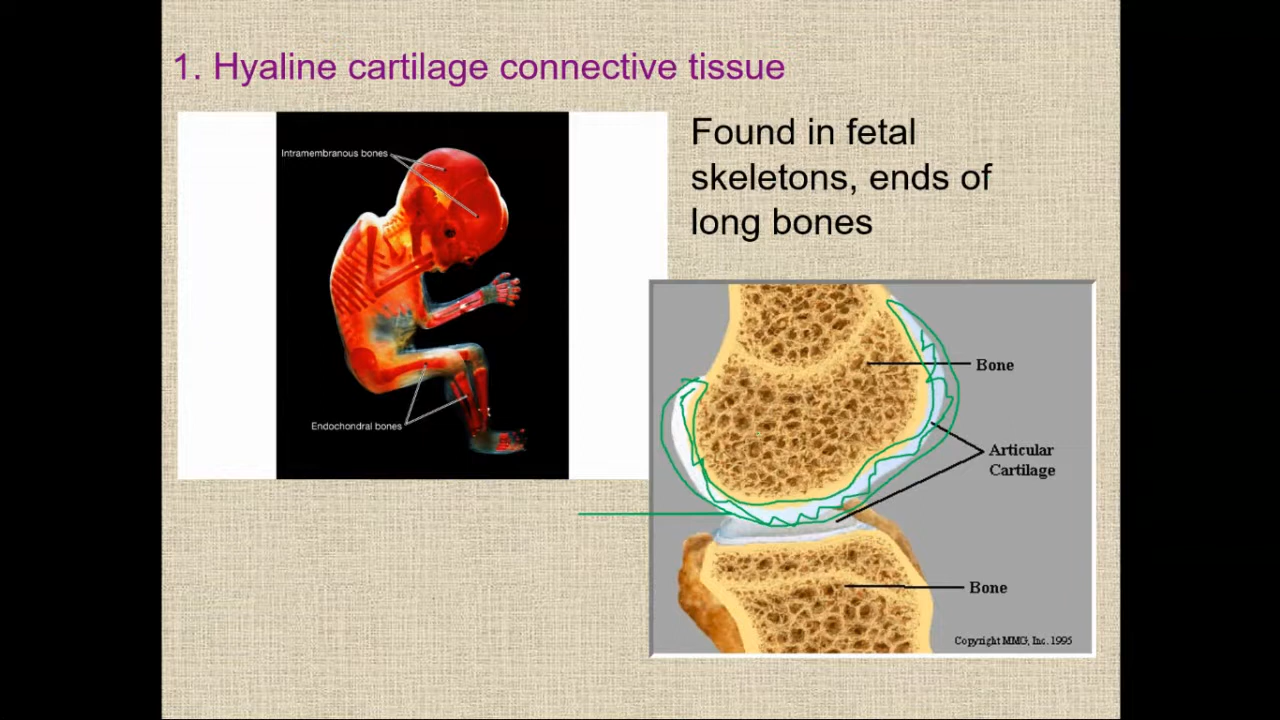 1. Hyaline cartilage connective tissue
Intramembranous bones
Endochondral bones
Found in fetal
skeletons, ends of
long bones
Bone
Articular
Cartilage
Bone
Copyright MMG, Inc. 1995